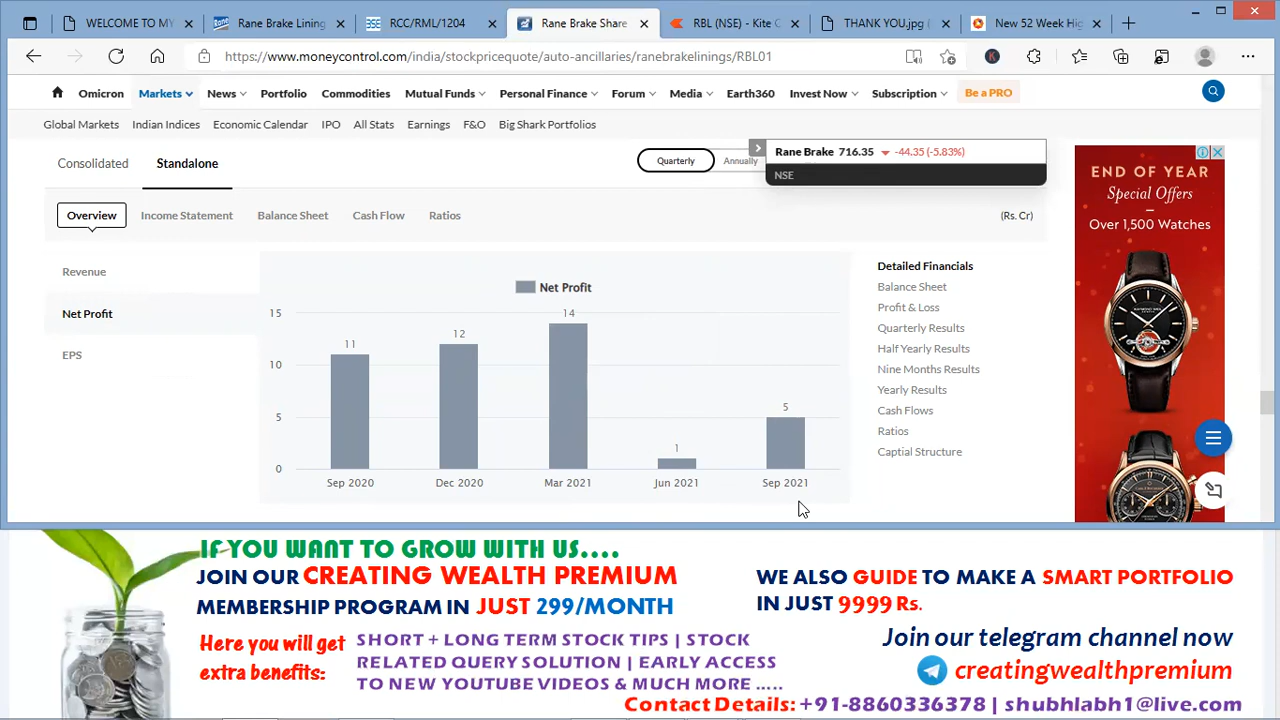 WELCOME TO MY
Rane Brake Lining
RCC/RML/1204
Rane Brake Share
RBL (NSE) - Kite C
THANK YOU.jpg
New 52 Week Hig
https://www.moneycontrol.com/india/stockpricequote/auto-ancillaries/ranebrakelinings/RBL01
Omicron Markets News Portfolio Commodities Mutual Funds Personal Finance Forum Media Earth360 Invest Now Subscription Be a PRO
Global Markets Indian Indices Economic Calendar IPO All Stats Earnings F&O Big Shark Portfolios
Consolidated Standalone
Quarterly Annually
Rane Brake 716.35 -44.35 (-5.83%)
NSE
Overview Income Statement Balance Sheet Cash Flow Ratios
(Rs. Cr)
Revenue
Net Profit
EPS
Net Profit
15
10
5
0
11
12
14
1
5
Sep 2020 Dec 2020 Mar 2021 Jun 2021 Sep 2021
Detailed Financials
Balance Sheet
Profit & Loss
Quarterly Results
Half Yearly Results
Nine Months Results
Yearly Results
Cash Flows
Ratios
Captial Structure
END OF YEAR
Special Offers
Over 1,500 Watches
IF YOU WANT TO GROW WITH US....
JOIN OUR CREATING WEALTH PREMIUM
MEMBERSHIP PROGRAM IN JUST 299/MONTH
Here you will get
extra benefits:
SHORT + LONG TERM STOCK TIPS | STOCK
RELATED QUERY SOLUTION | EARLY ACCESS
TO NEW YOUTUBE VIDEOS & MUCH MORE .....
WE ALSO GUIDE TO MAKE A SMART PORTFOLIO
IN JUST 9999 Rs.
Join our telegram channel now
creatingwealthpremium
Contact Details: +91-8860336378 | shubhlabh1@live.com